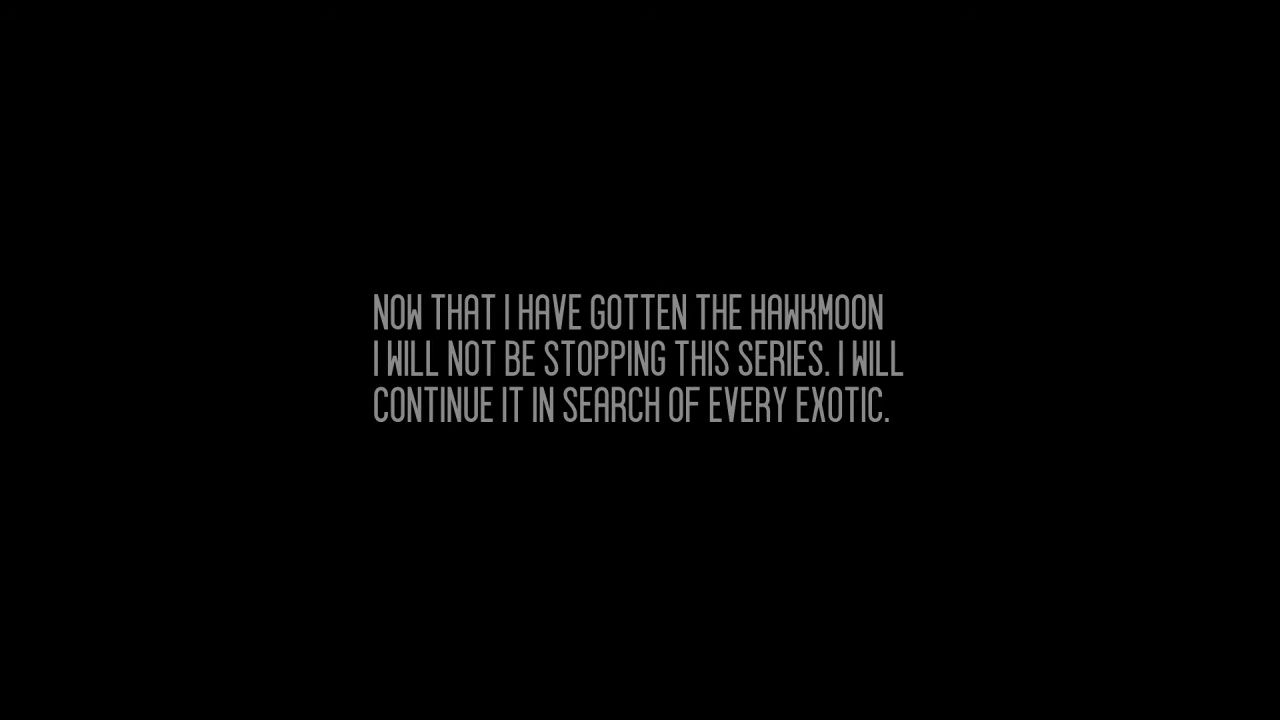 NOW THAT I HAVE GOTTEN THE HAWKMOON
I WILL NOT BE STOPPING THIS SERIES. I WILL
CONTINUE IT IN SEARCH OF EVERY EXOTIC.